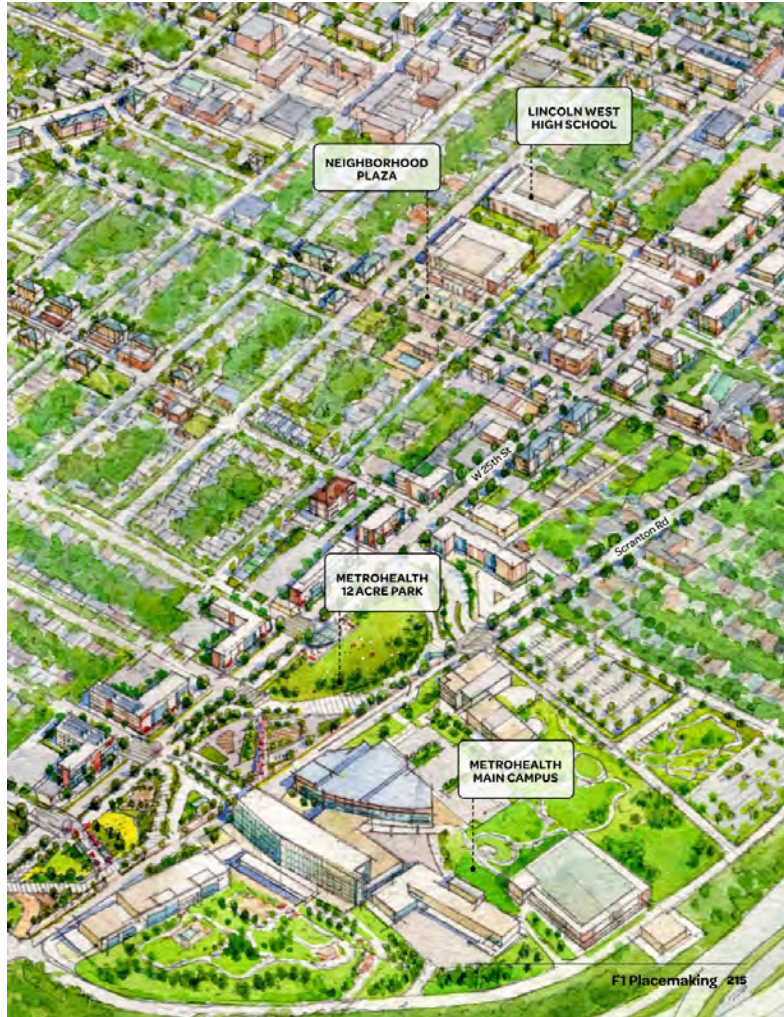 LINCOLN WEST
HIGH SCHOOL
NEIGHBORHOOD
PLAZA
W 25th St
Scranton Rd
METROHEALTH
12 ACRE PARK
METROHEALTH
MAIN CAMPUS
F1 Placemaking 215